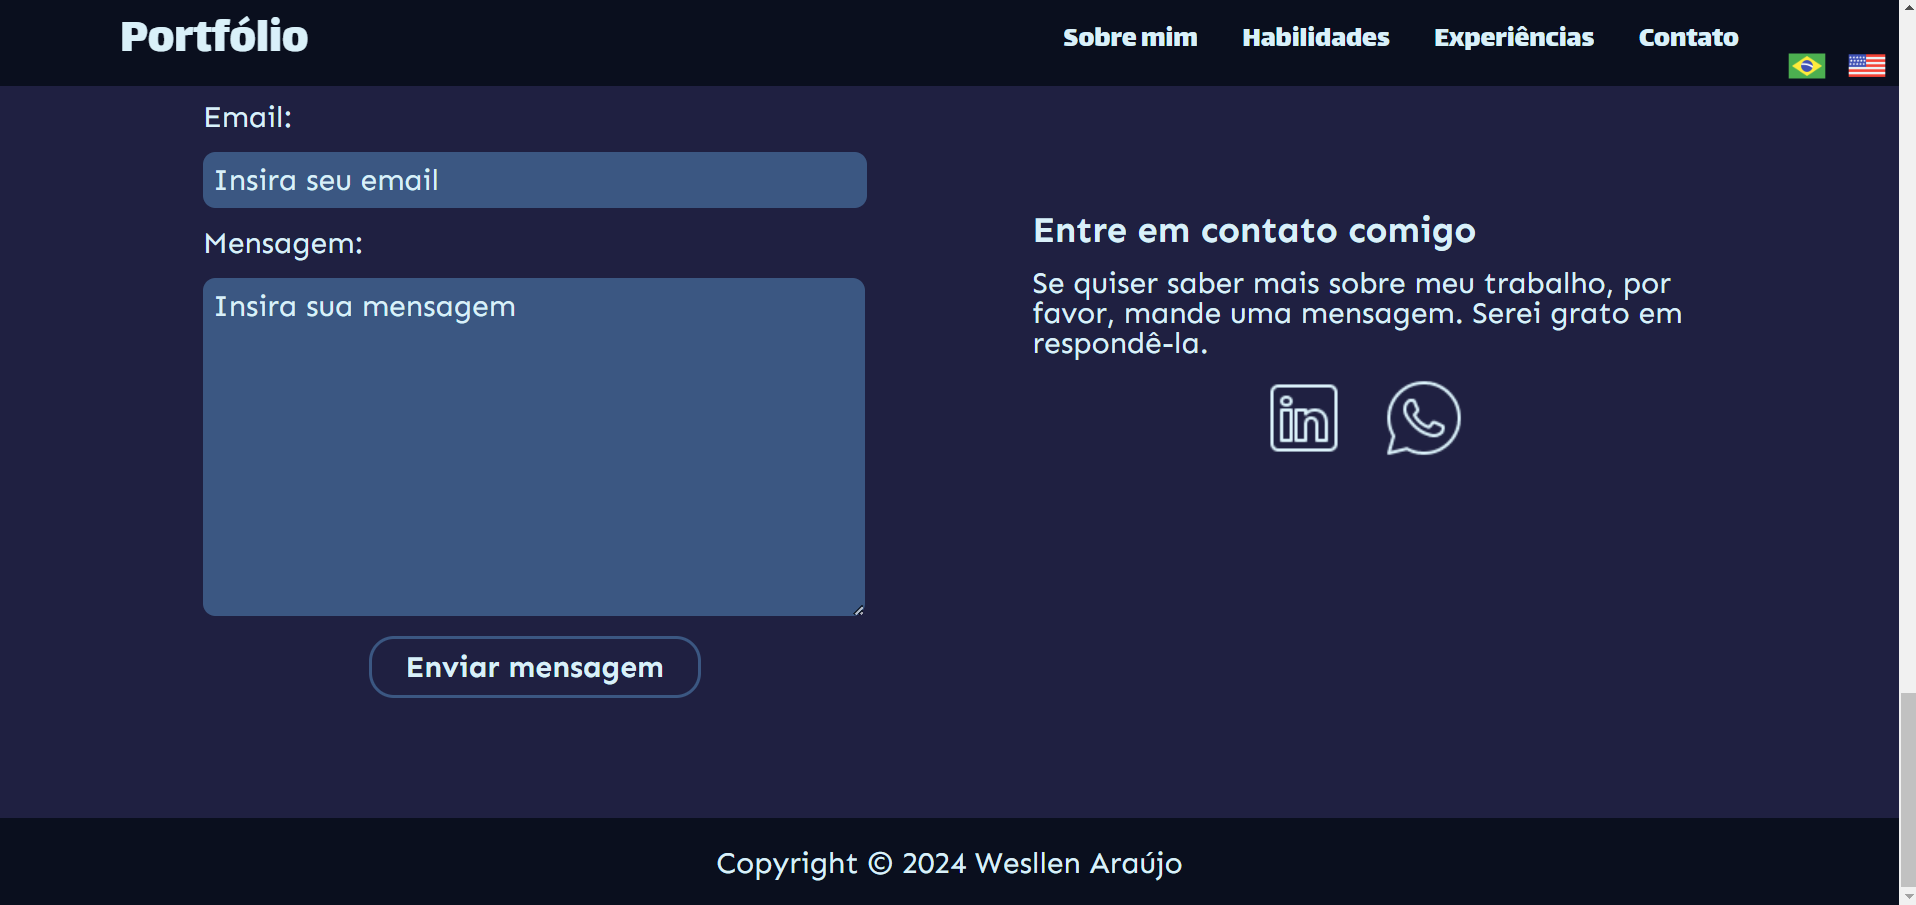 Portfólio
Sobre mim
Habilidades
Experiências
Contato
Email:
Insira seu email
Mensagem:
Insira sua mensagem
Enviar mensagem
Entre em contato comigo
Se quiser saber mais sobre meu trabalho, por
favor, mande uma mensagem. Serei grato em
respondê-la.
in
Copyright © 2024 Wesllen Araújo